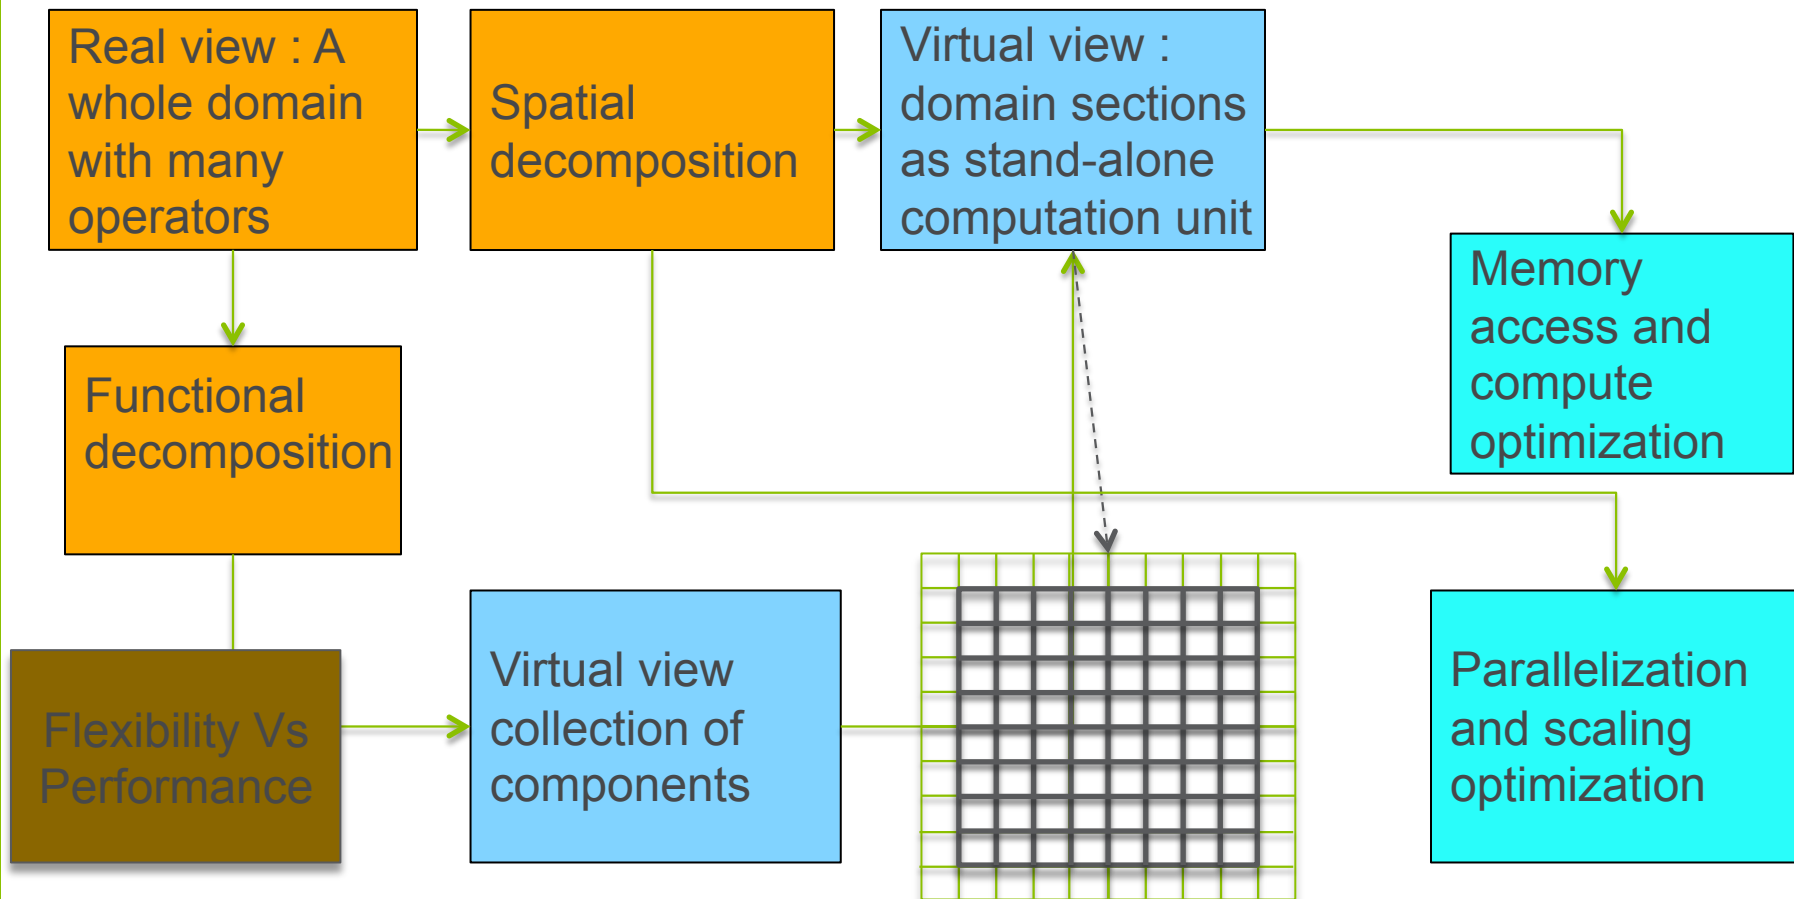 Real view : A
whole domain
with many
operators
Spatial
decomposition
Virtual view :
domain sections
as stand-alone
computation unit
Memory
access and
compute
optimization
Functional
decomposition
Flexibility Vs
Performance
Virtual view
collection of
components
Parallelization
and scaling
optimization